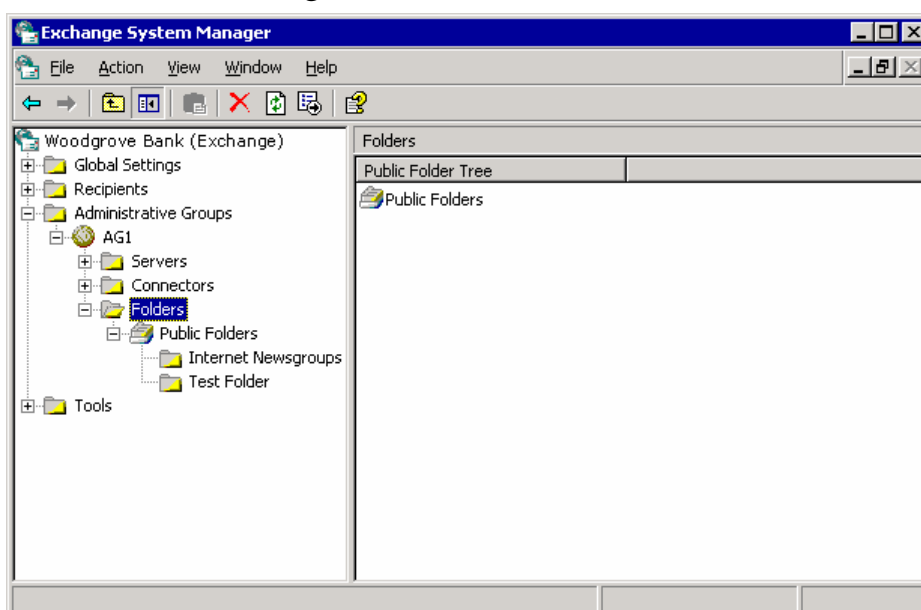 Exchange System Manager
File Action View Window Help
Woodgrove Bank (Exchange)
Global Settings
Recipients
Administrative Groups
AG1
Servers
Connectors
Folders
Public Folders
Internet Newsgroups
Test Folder
Tools
Folders
Public Folder Tree
Public Folders